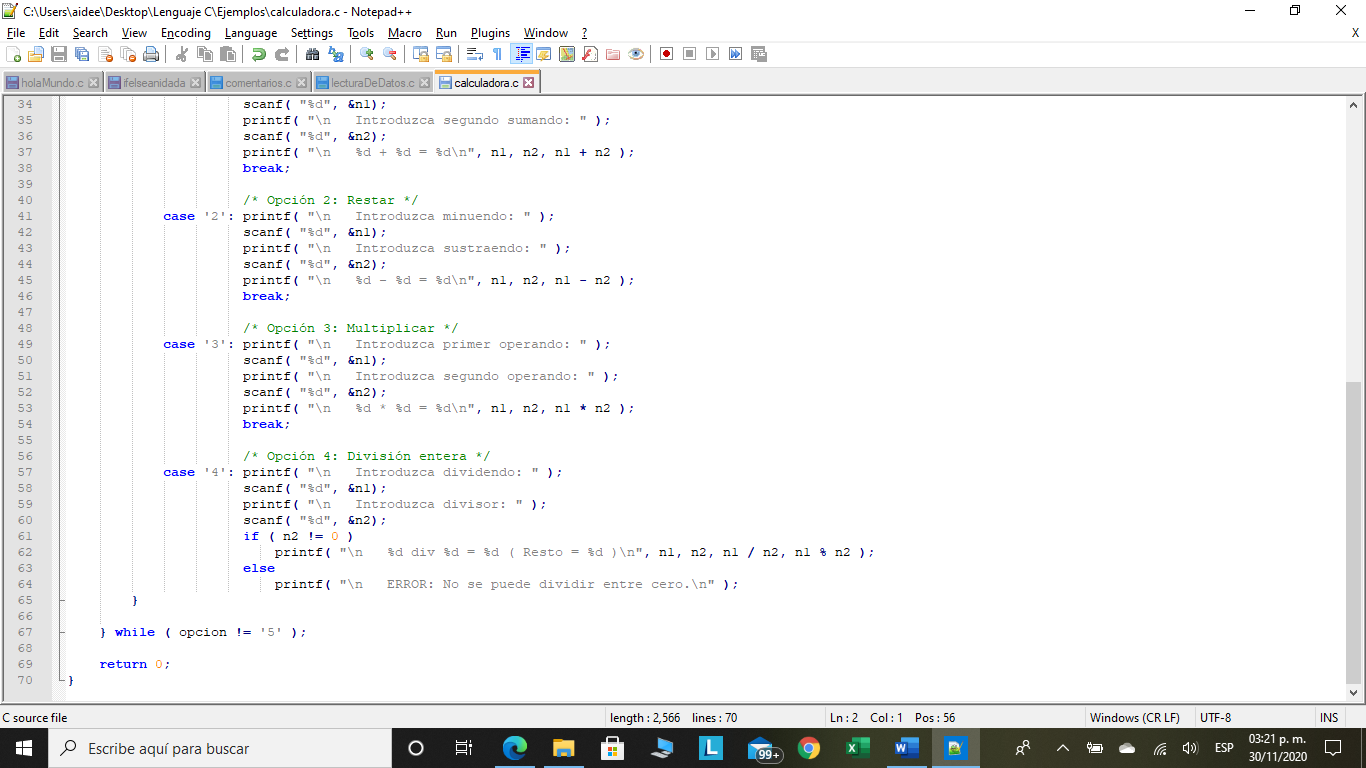 C:\Users\aidee\Desktop\Lenguaje C\Ejemplos\calculadora.c - Notepad++
File Edit Search View Encoding Language Settings Tools Macro Run Plugins Window ? X
holaMundo.c ifelseanidada comentarios.c lecturaDeDatos.c calculadora.c
34 scanf( "%d", &n1);
35 printf( "\n   Introduzca segundo sumando: " );
36 scanf( "%d", &n2);
37 printf( "\n   %d + %d = %d\n", n1, n2, n1 + n2 );
38 break;
39
40 /* Opción 2: Restar */
41 case '2': printf( "\n   Introduzca minuendo: " );
42 scanf( "%d", &n1);
43 printf( "\n   Introduzca sustraendo: " );
44 scanf( "%d", &n2);
45 printf( "\n   %d - %d = %d\n", n1, n2, n1 - n2 );
46 break;
47
48 /* Opción 3: Multiplicar */
49 case '3': printf( "\n   Introduzca primer operando: " );
50 scanf( "%d", &n1);
51 printf( "\n   Introduzca segundo operando: " );
52 scanf( "%d", &n2);
53 printf( "\n   %d * %d = %d\n", n1, n2, n1 * n2 );
54 break;
55
56 /* Opción 4: División entera */
57 case '4': printf( "\n   Introduzca dividendo: " );
58 scanf( "%d", &n1);
59 printf( "\n   Introduzca divisor: " );
60 scanf( "%d", &n2);
61 if ( n2 != 0 )
62 printf( "\n   %d div %d = %d ( Resto = %d )\n", n1, n2, n1 / n2, n1 % n2 );
63 else
64 printf( "\n   ERROR: No se puede dividir entre cero.\n" );
65 }
66
67 } while ( opcion != '5' );
68
69 return 0;
70 }
C source file length : 2,566 lines : 70 Ln : 2 Col : 1 Pos : 56 Windows (CR LF) UTF-8 INS
Escribe aquí para buscar L 99+ ESP 03:21 p. m.
30/11/2020